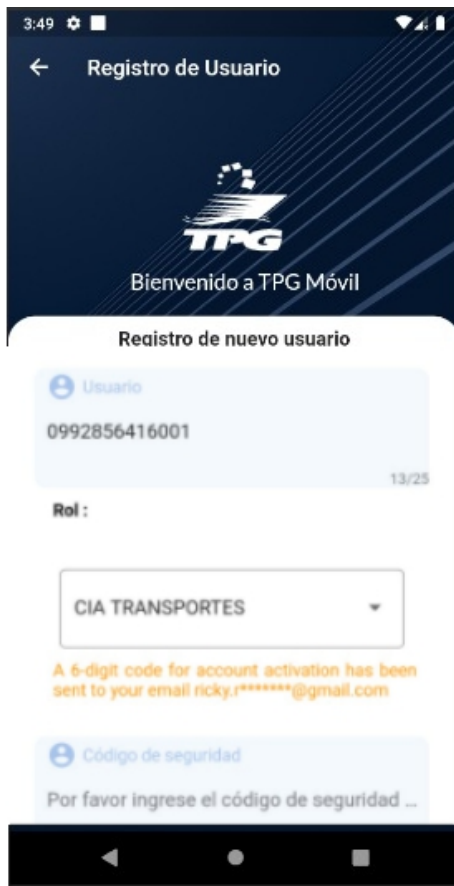 3:49
Registro de Usuario
TPG
Bienvenido a TPG Móvil
Registro de nuevo usuario
Usuario
0992856416001
13/25
Rol :
CIA TRANSPORTES
A 6-digit code for account activation has been
sent to your email ricky.r*******@gmail.com
Código de seguridad
Por favor ingrese el código de seguridad ...